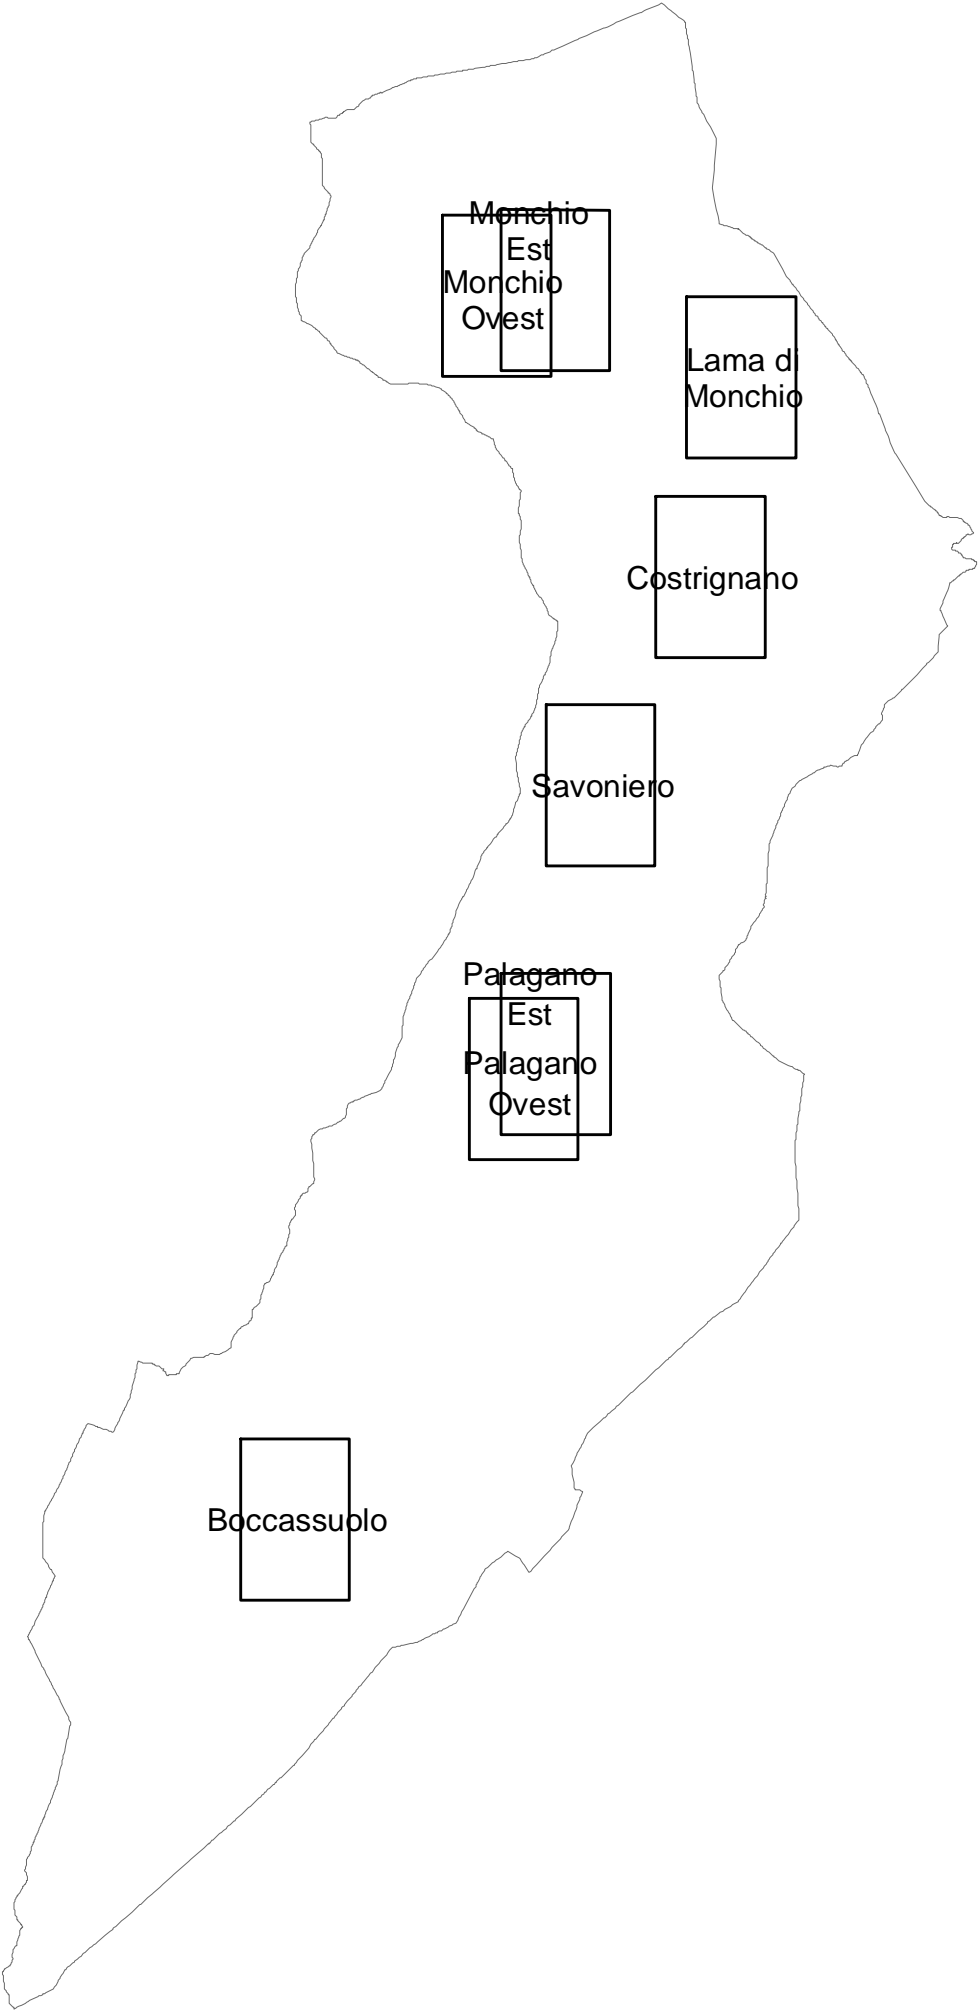 Monchio
Est
Monchio
Ovest
Lama di
Monchio
Costrignano
Savoniero
Palagano
Est
Palagano
Ovest
Boccassuolo